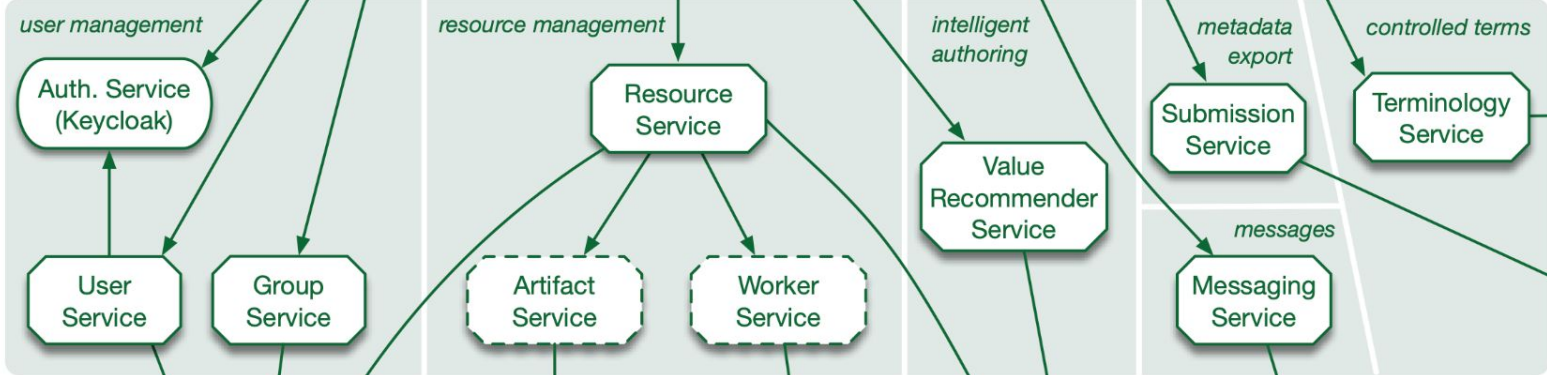 user management
Auth. Service
(Keycloak)
User
Service
Group
Service
resource management
Resource
Service
Artifact
Service
Worker
Service
intelligent
authoring
Value
Recommender
Service
metadata
export
Submission
Service
messages
Messaging
Service
controlled terms
Terminology
Service